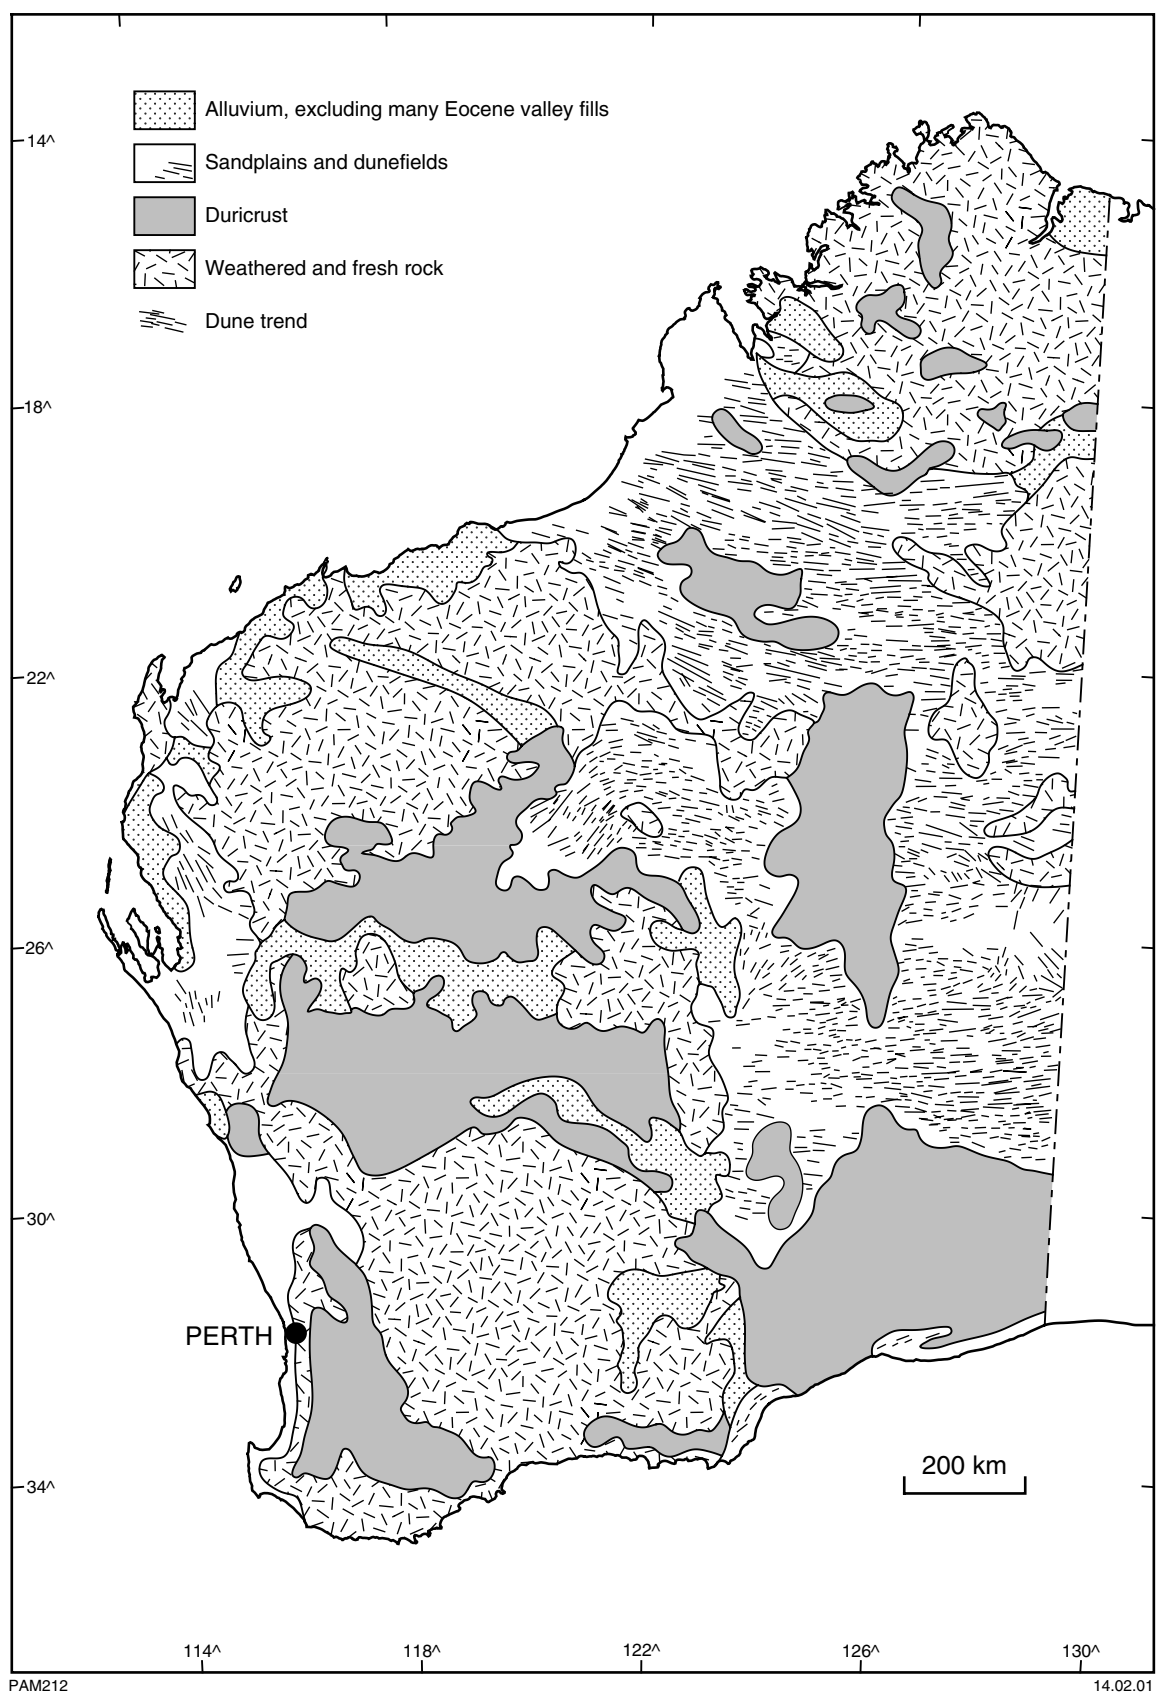 Alluvium, excluding many Eocene valley fills
Sandplains and dunefields
Duricrust
Weathered and fresh rock
Dune trend
14^
18^
22^
26^
30^
34^
PERTH
200 km
114^ 118^ 122^ 126^ 130^
PAM212 14.02.01